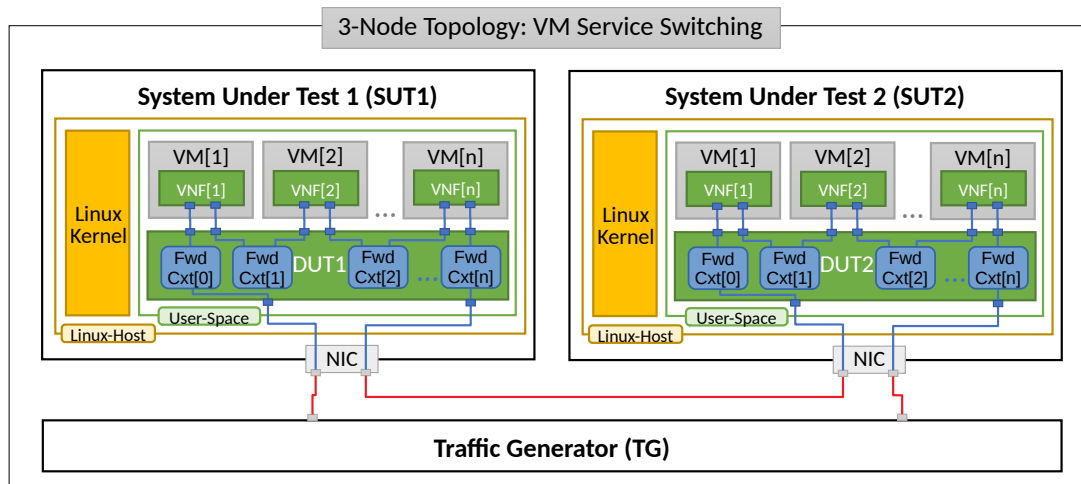 3-Node Topology: VM Service Switching
System Under Test 1 (SUT1)
Linux
Kernel
VM[1]
VNF[1]
VM[2]
VNF[2]
...
VM[n]
VNF[n]
Fwd
Cxt[0]
Fwd
Cxt[1]
DUT1
Fwd
Cxt[2]
...
Fwd
Cxt[n]
User-Space
Linux-Host
NIC
System Under Test 2 (SUT2)
Linux
Kernel
VM[1]
VNF[1]
VM[2]
VNF[2]
...
VM[n]
VNF[n]
Fwd
Cxt[0]
Fwd
Cxt[1]
DUT2
Fwd
Cxt[2]
...
Fwd
Cxt[n]
User-Space
Linux-Host
NIC
Traffic Generator (TG)